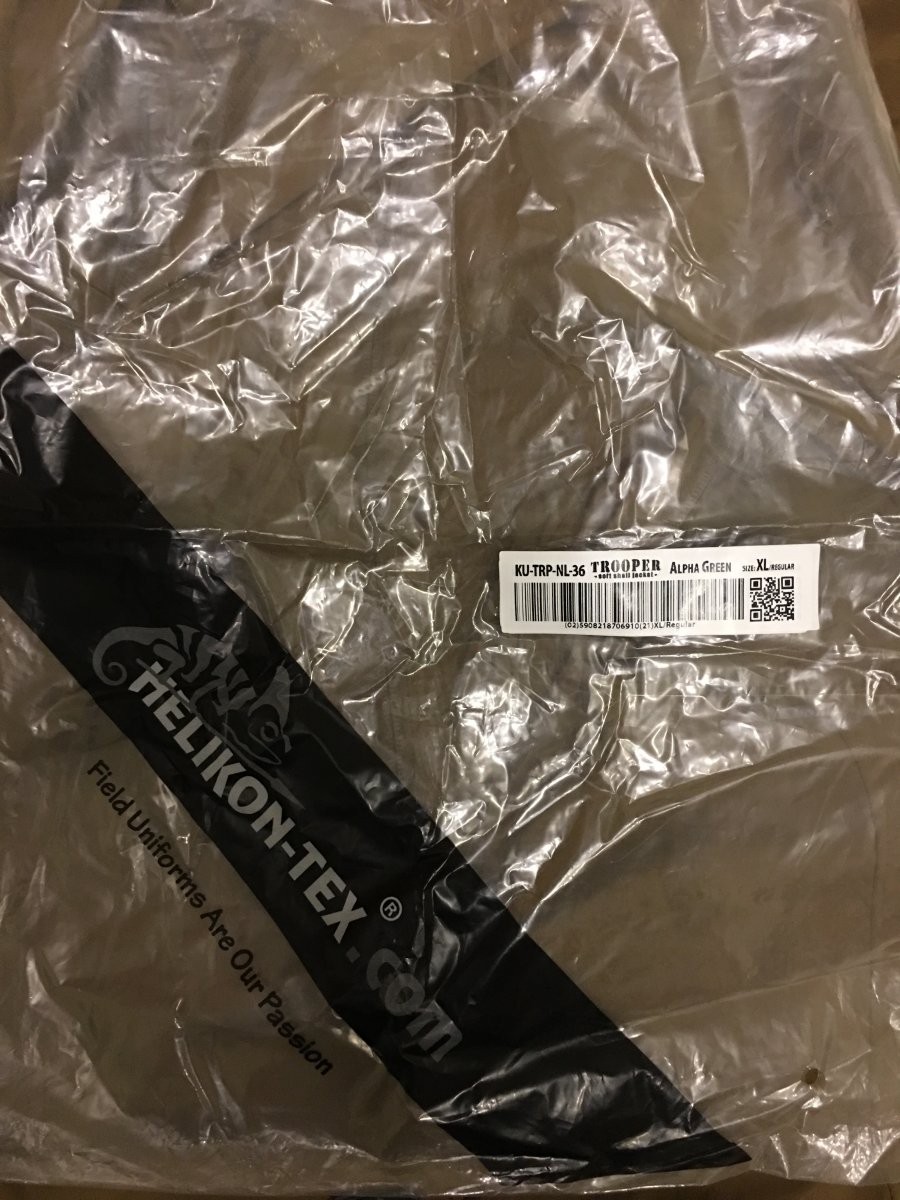 KU-TRP-NL-36 TROOPER ALPHA GREEN SIZE: XL/REGULAR
- soft shell jacket -
(02)5908218706910(21)XL/Regular
HELIKON-TEX®.com
Field Uniforms Are Our Passion